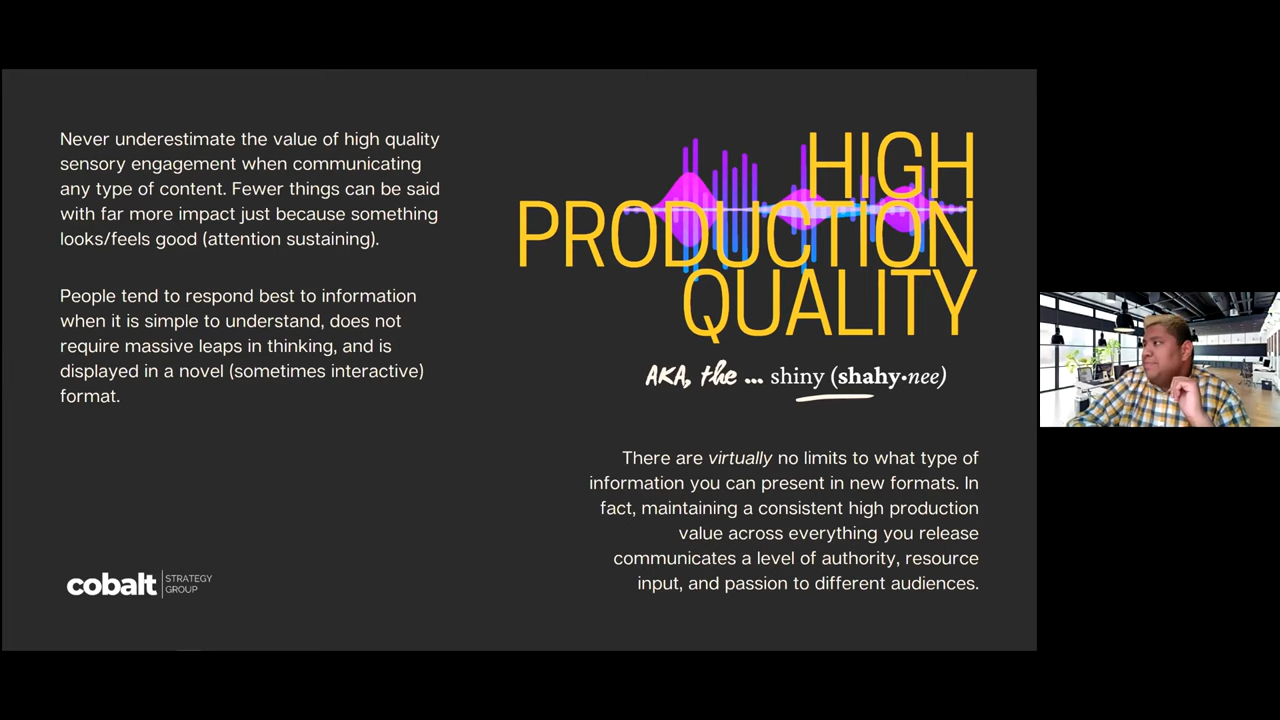 Never underestimate the value of high quality
sensory engagement when communicating
any type of content. Fewer things can be said
with far more impact just because something
looks/feels good (attention sustaining).
People tend to respond best to information
when it is simple to understand, does not
require massive leaps in thinking, and is
displayed in a novel (sometimes interactive)
format.
HIGH
PRODUCTION
QUALITY
AKA, the ... shiny (shahy•nee)
There are virtually no limits to what type of
information you can present in new formats. In
fact, maintaining a consistent high production
value across everything you release
communicates a level of authority, resource
input, and passion to different audiences.
cobalt STRATEGY
GROUP